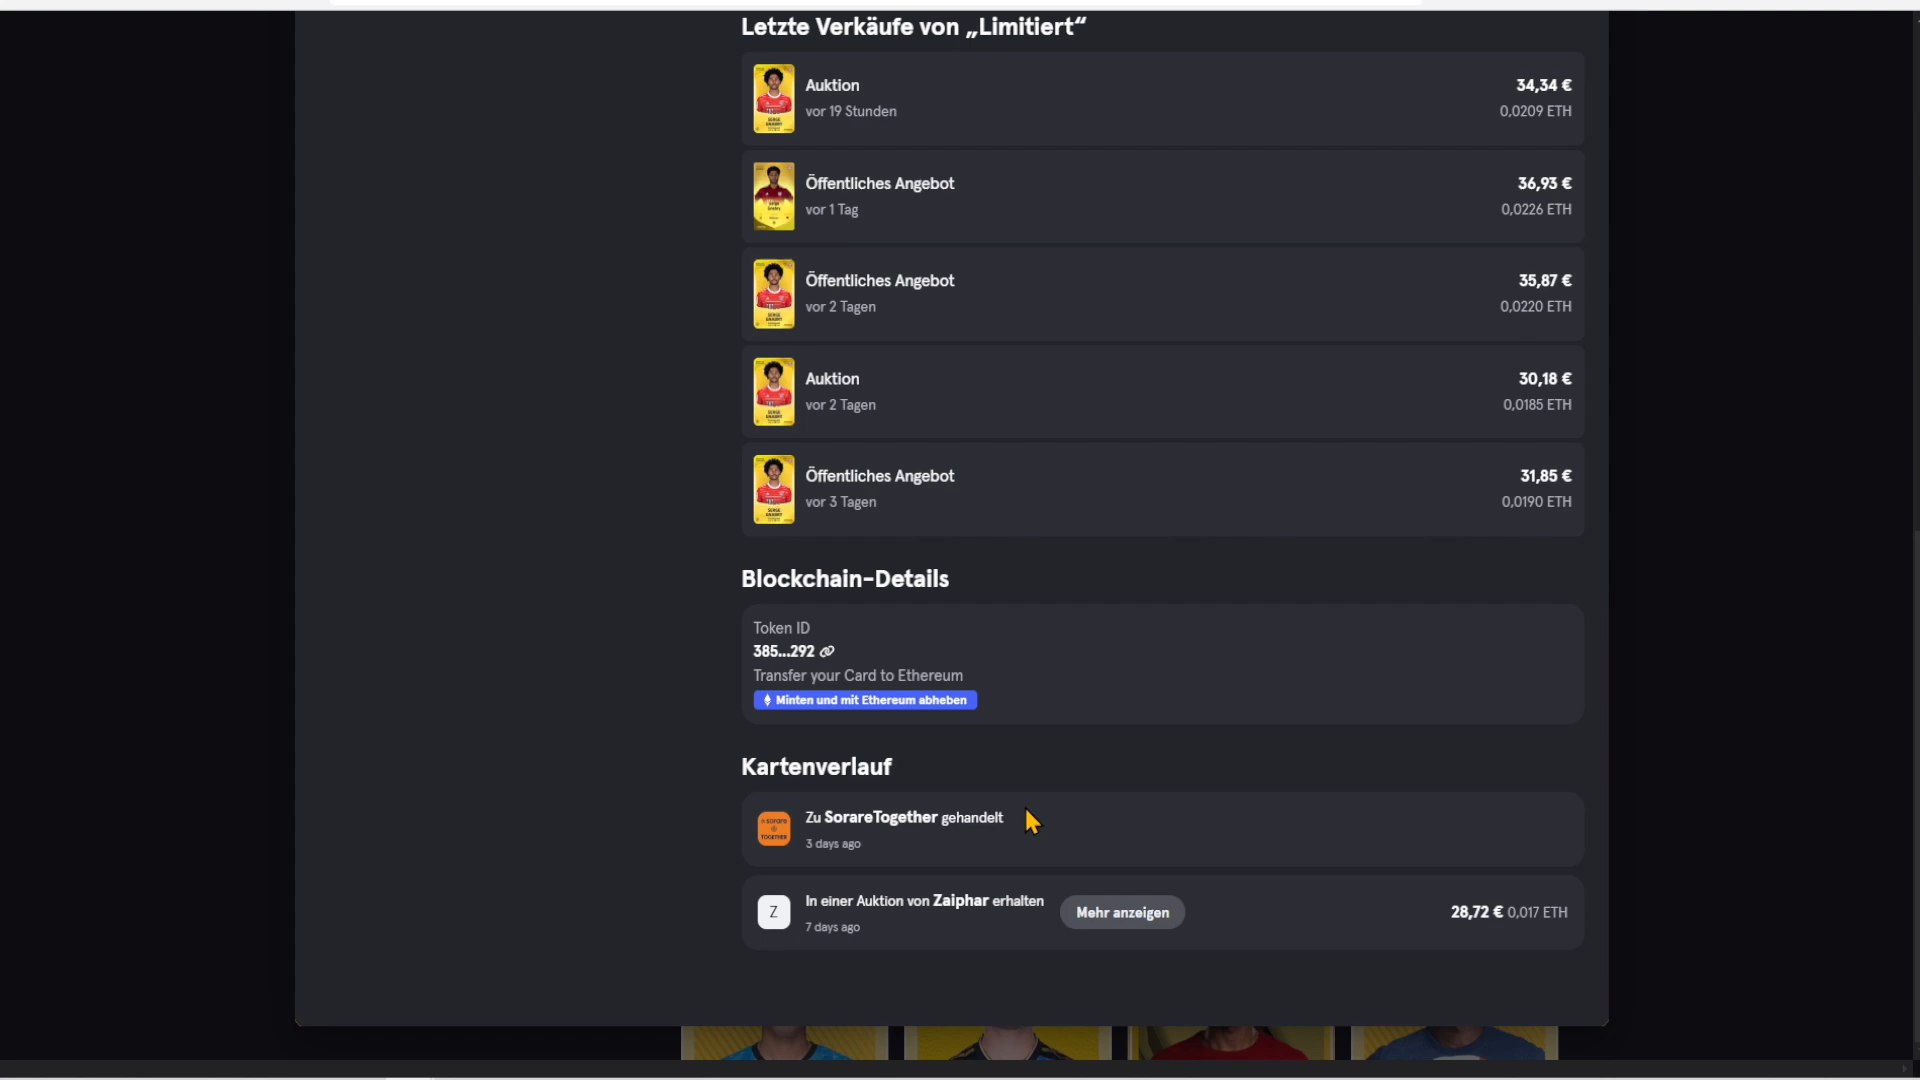 Letzte Verkäufe von „Limitiert“
Auktion
34,34 €
vor 19 Stunden
0,0209 ETH
Öffentliches Angebot
36,93 €
vor 1 Tag
0,0226 ETH
Öffentliches Angebot
35,87 €
vor 2 Tagen
0,0220 ETH
Auktion
30,18 €
vor 2 Tagen
0,0185 ETH
Öffentliches Angebot
31,85 €
vor 3 Tagen
0,0190 ETH
Blockchain-Details
Token ID
385...292
Transfer your Card to Ethereum
Minten und mit Ethereum abheben
Kartenverlauf
sorare
TOGETHER
Zu SorareTogether gehandelt
3 days ago
Z
In einer Auktion von Zaiphar erhalten
Mehr anzeigen
28,72 € 0,017 ETH
7 days ago